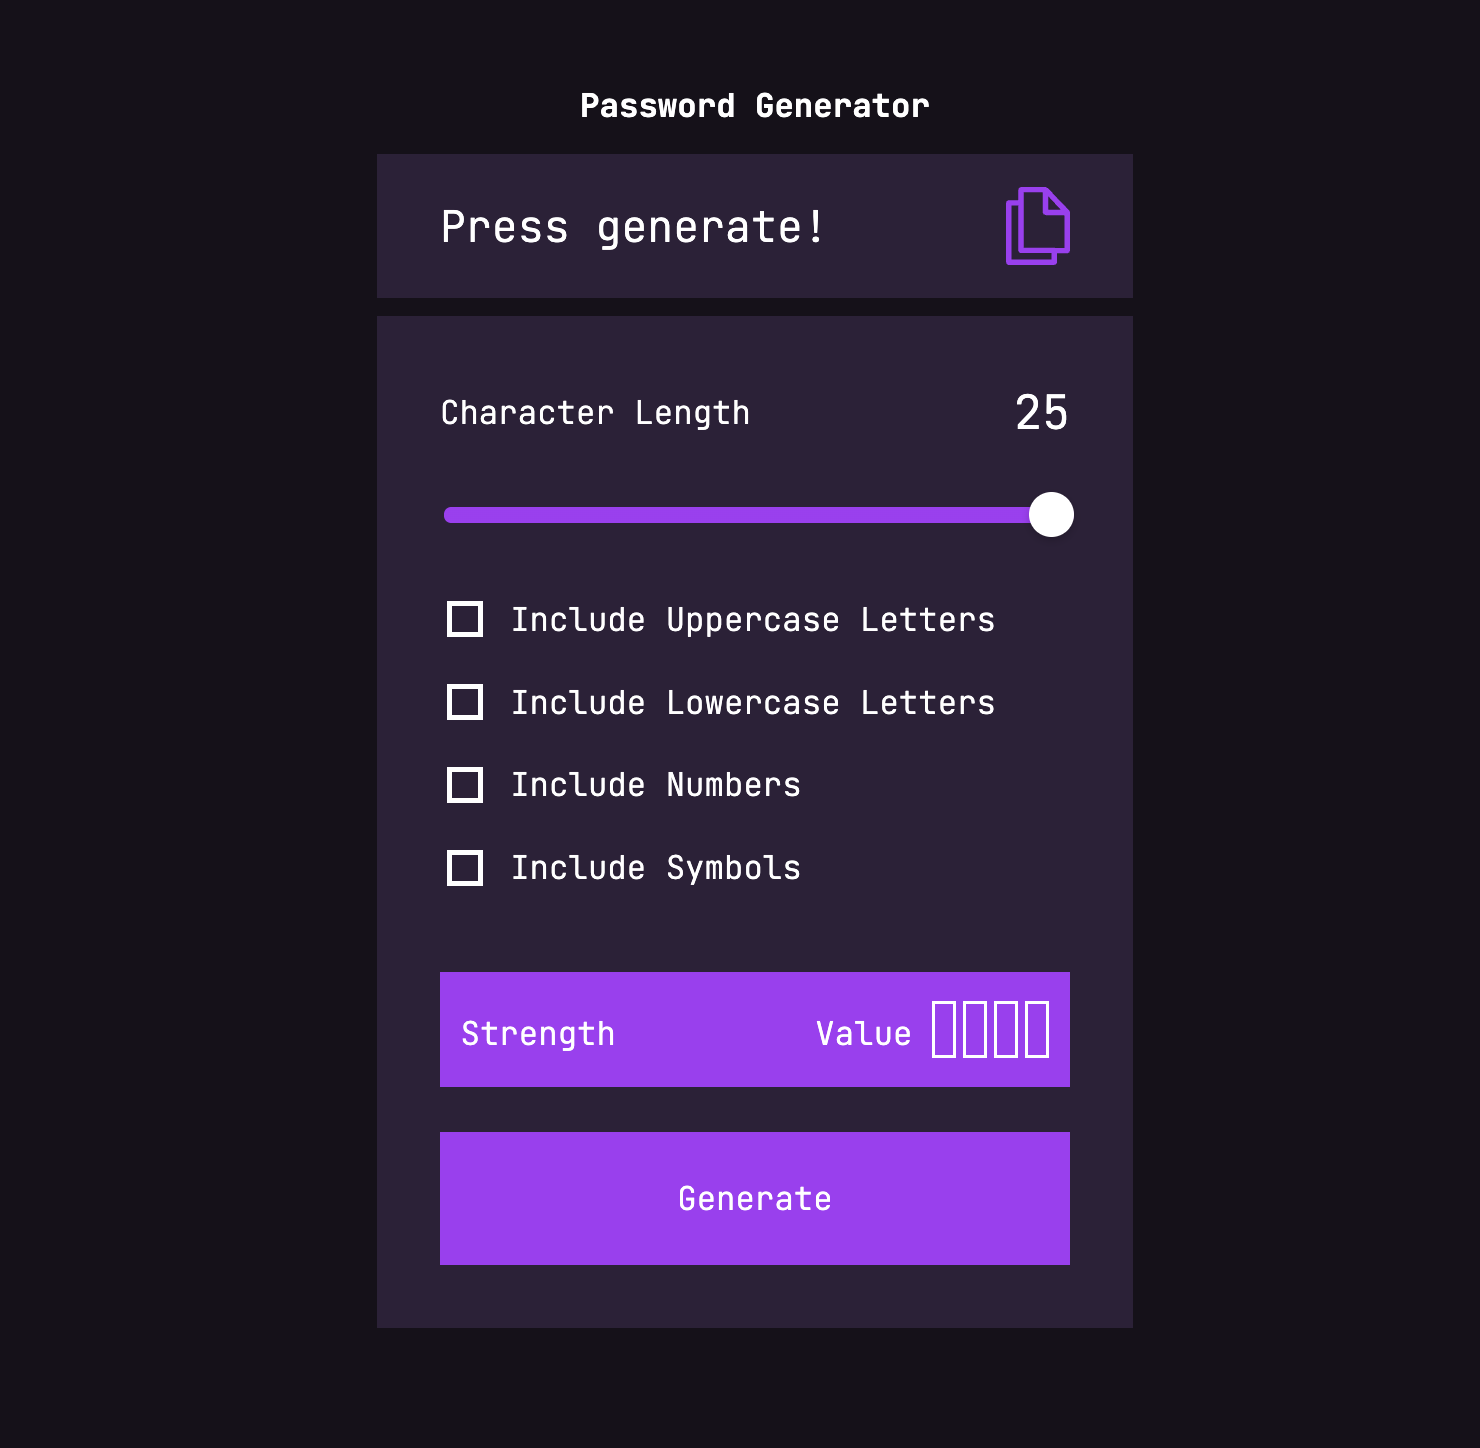 Password Generator
Press generate!
Character Length 25
Include Uppercase Letters
Include Lowercase Letters
Include Numbers
Include Symbols
Strength Value
Generate